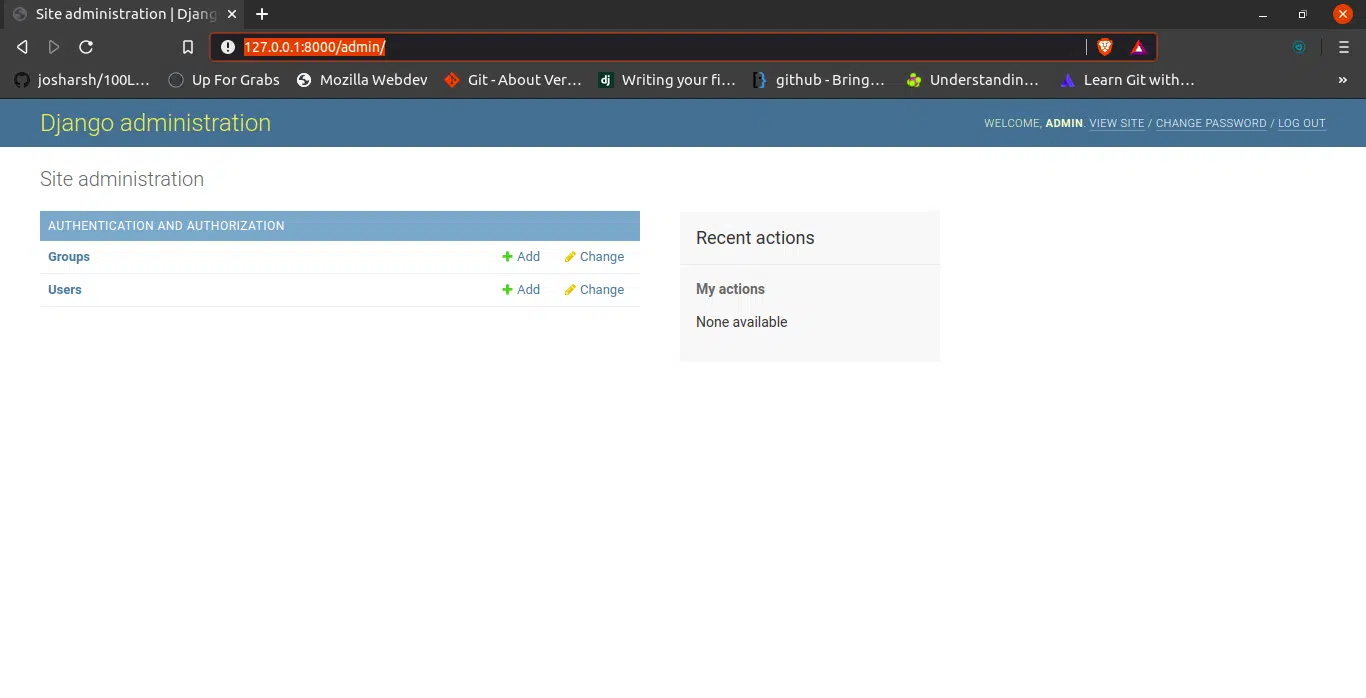 Site administration | Djang
127.0.0.1:8000/admin/
josharsh/100L... Up For Grabs Mozilla Webdev Git - About Ver... Writing your fi... github - Bring... Understandin... Learn Git with... »
Django administration
WELCOME, ADMIN. VIEW SITE / CHANGE PASSWORD / LOG OUT
Site administration
AUTHENTICATION AND AUTHORIZATION
Groups Add Change
Users Add Change
Recent actions
My actions
None available